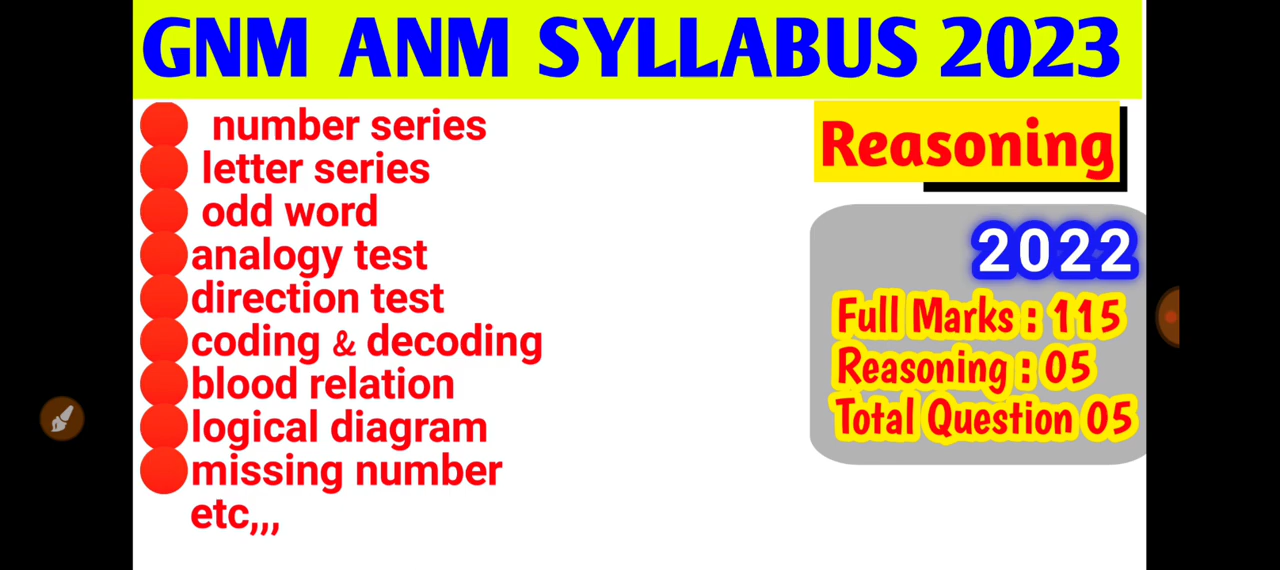 GNM ANM SYLLABUS 2023
number series
letter series
odd word
analogy test
direction test
coding & decoding
blood relation
logical diagram
missing number
etc,,,
Reasoning
2022
Full Marks : 115
Reasoning : 05
Total Question 05